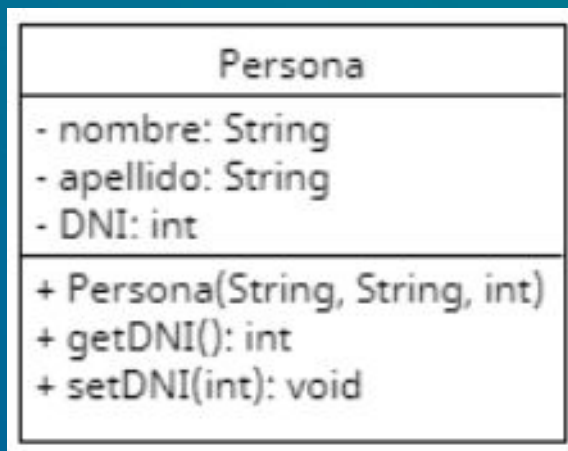 Persona
- nombre: String
- apellido: String
- DNI: int
+ Persona(String, String, int)
+ getDNI(): int
+ setDNI(int): void